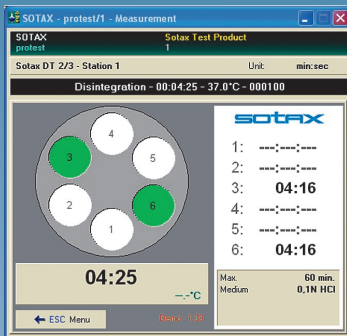 SOTAX - protest/1 - Measurement
SOTAX Sotax Test Product
protest 1
Sotax DT 2/3 - Station 1 Unit: min:sec
Disintegration - 00:04:25 - 37.0°C - 000100
sotax
4
3
5
2
6
1
1: ---:---:---
2: ---:---:---
3: 04:16
4: ---:---:---
5: ---:---:---
6: 04:16
04:25
--.-°C
Max. 60 min.
Medium 0,1N HCl
ESC Menu